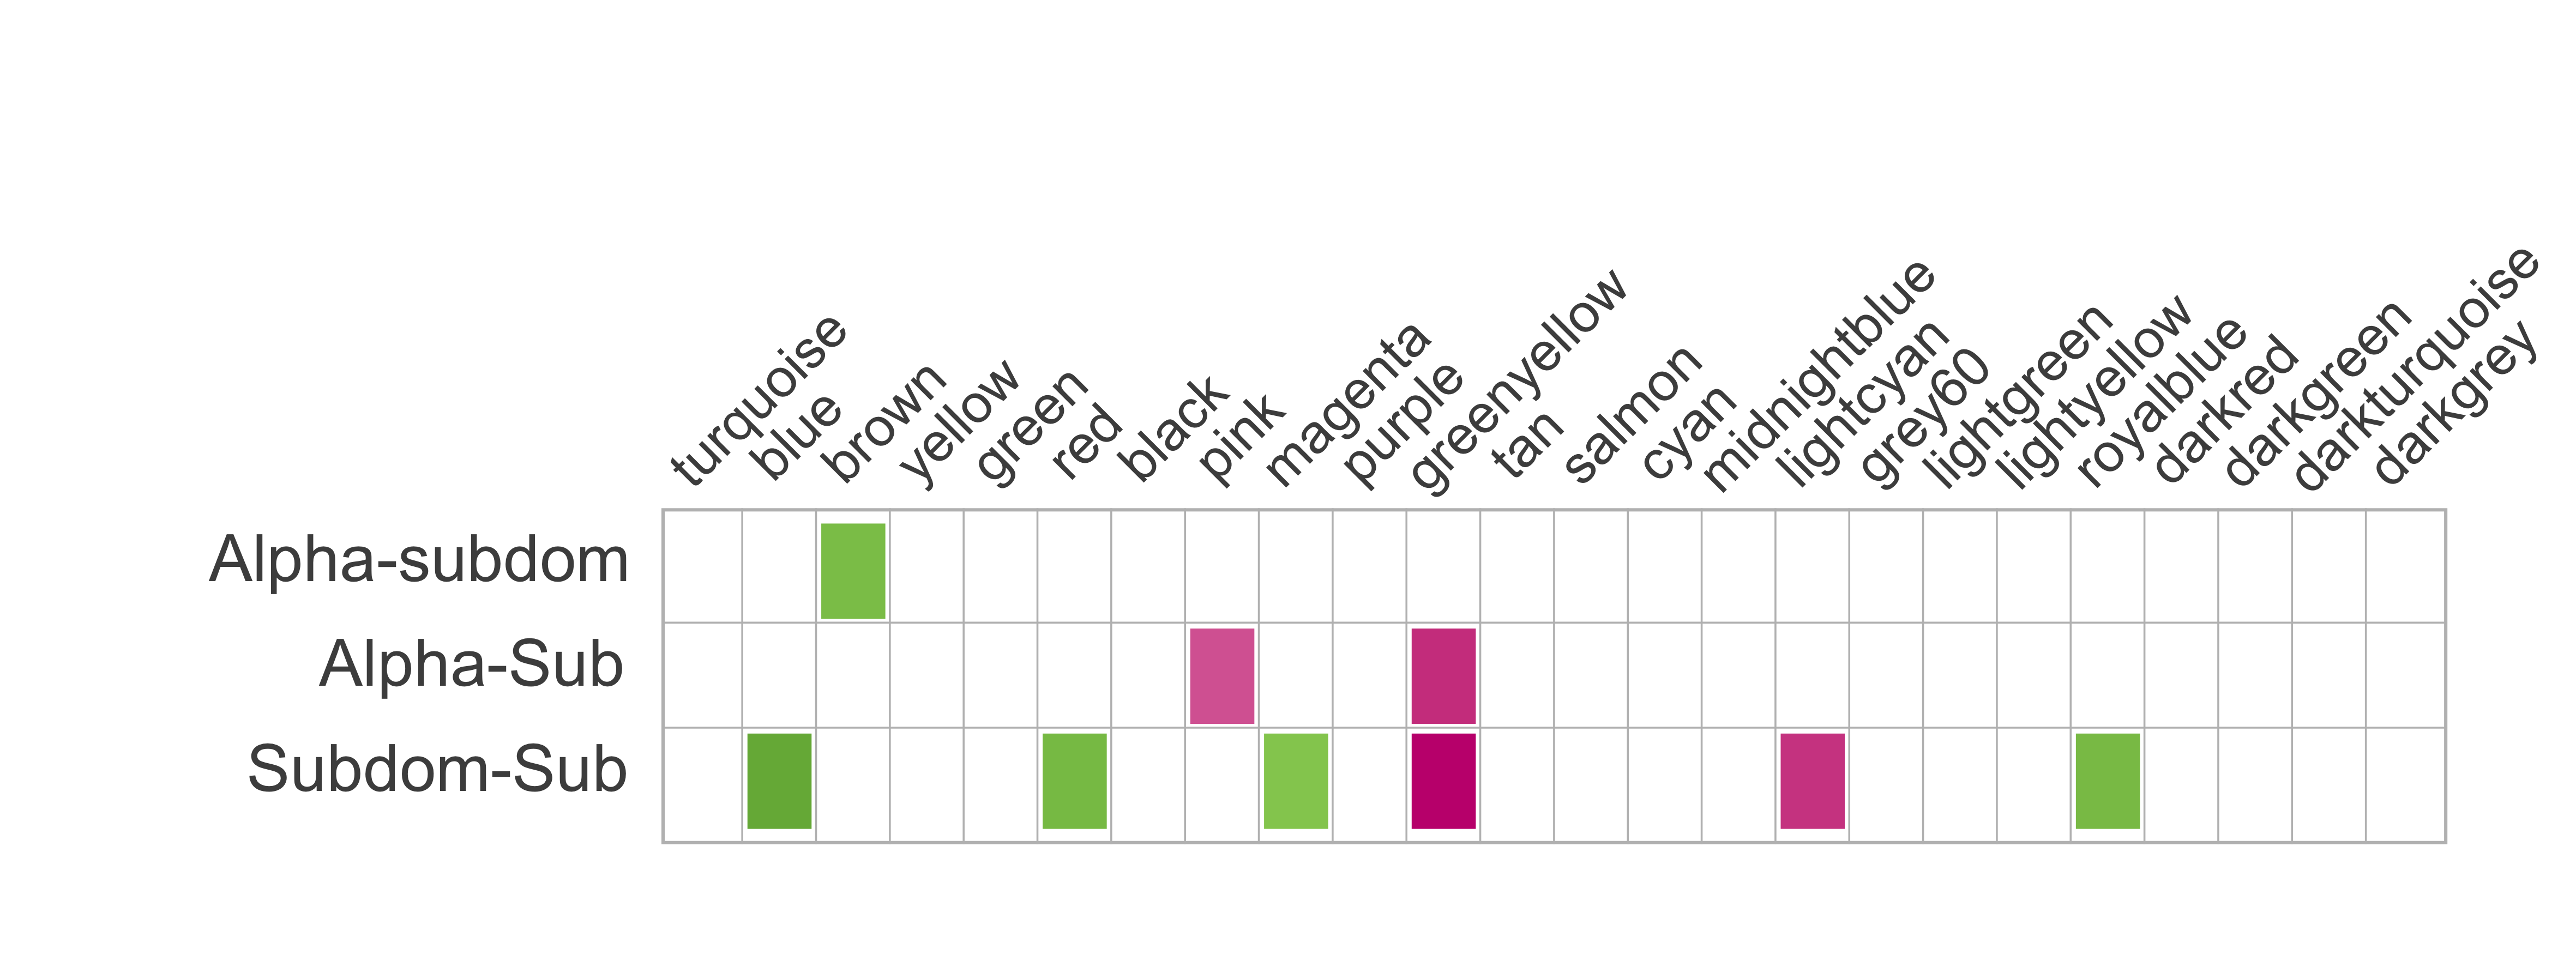 turquoise
blue
brown
yellow
green
red
black
pink
magenta
purple
greenyellow
tan
salmon
cyan
midnightblue
lightcyan
grey60
lightgreen
lightyellow
royalblue
darkred
darkgreen
darkturquoise
darkgrey
Alpha-subdom
Alpha-Sub
Subdom-Sub